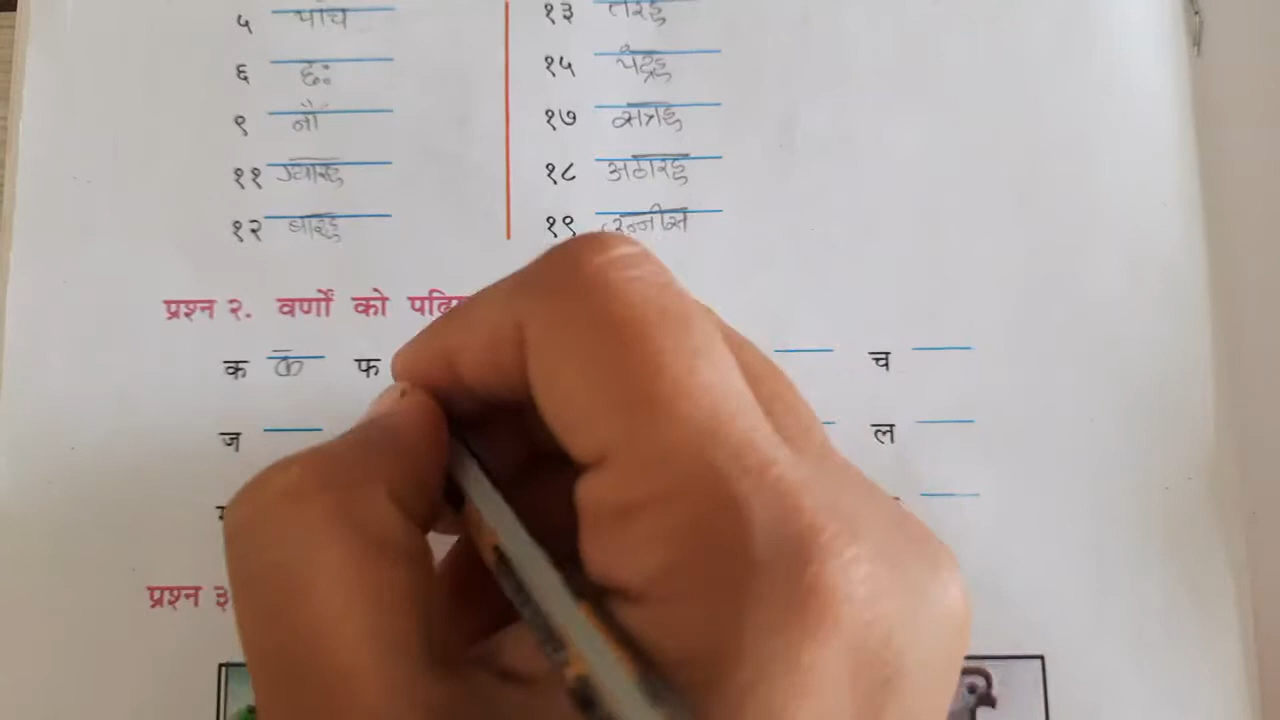 ५ पाँच १३ तेरह
६ छः १५ पंद्रह
९ नौ १७ सत्रह
११ ग्यारह १८ अठारह
१२ बारह १९ उन्नीस
प्रश्न २. वर्णों को
क क फ च
ज ल
प्रश्न ३